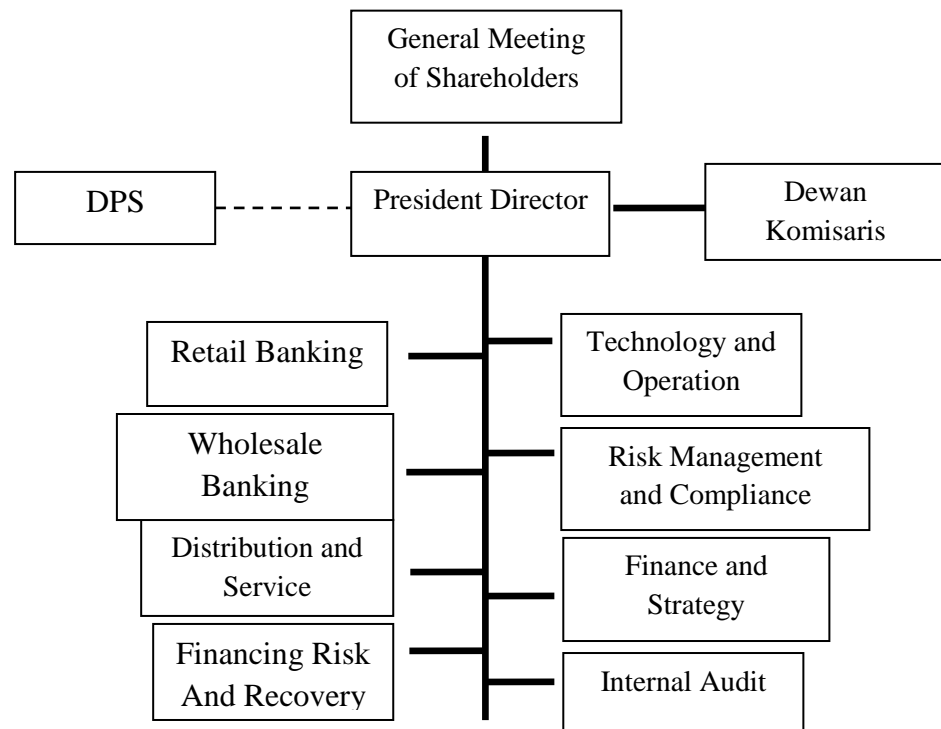 General Meeting
of Shareholders
DPS
President Director
Dewan
Komisaris
Retail Banking
Technology and
Operation
Wholesale
Banking
Risk Management
and Compliance
Distribution and
Service
Finance and
Strategy
Financing Risk
And Recovery
Internal Audit